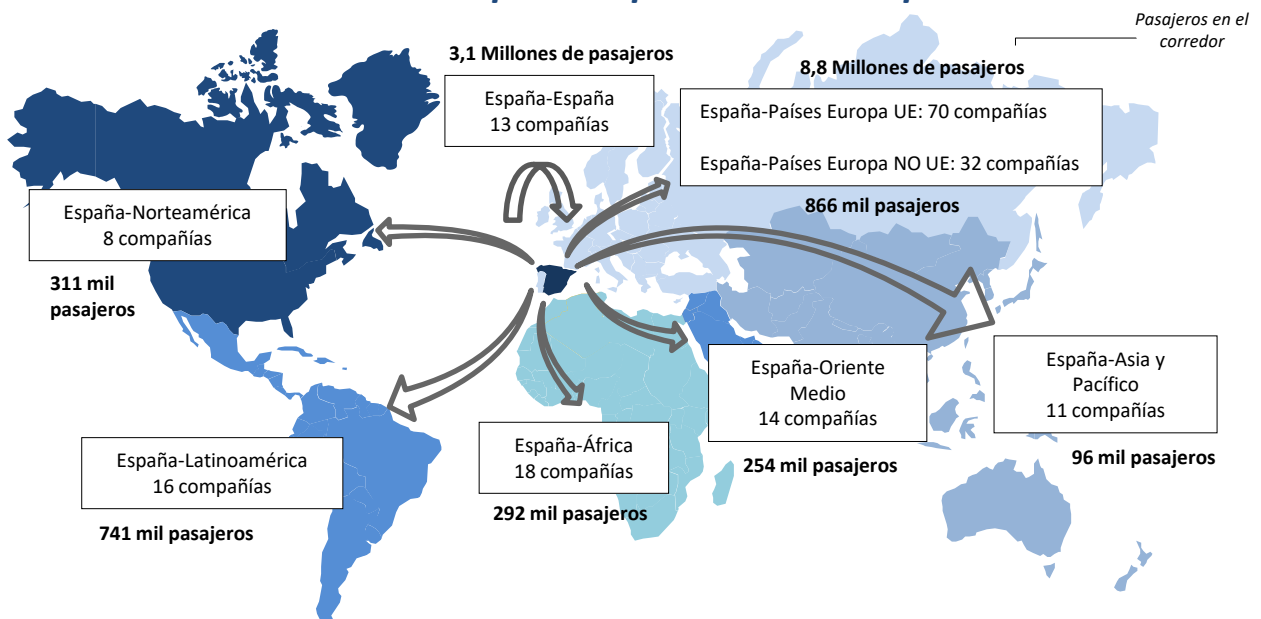 Pasajeros en el
corredor
3,1 Millones de pasajeros
España-España
13 compañías
8,8 Millones de pasajeros
España-Países Europa UE: 70 compañías
España-Países Europa NO UE: 32 compañías
866 mil pasajeros
España-Norteamérica
8 compañías
311 mil
pasajeros
España-Oriente
Medio
14 compañías
254 mil pasajeros
España-Asia y
Pacífico
11 compañías
96 mil pasajeros
España-África
18 compañías
292 mil pasajeros
España-Latinoamérica
16 compañías
741 mil pasajeros